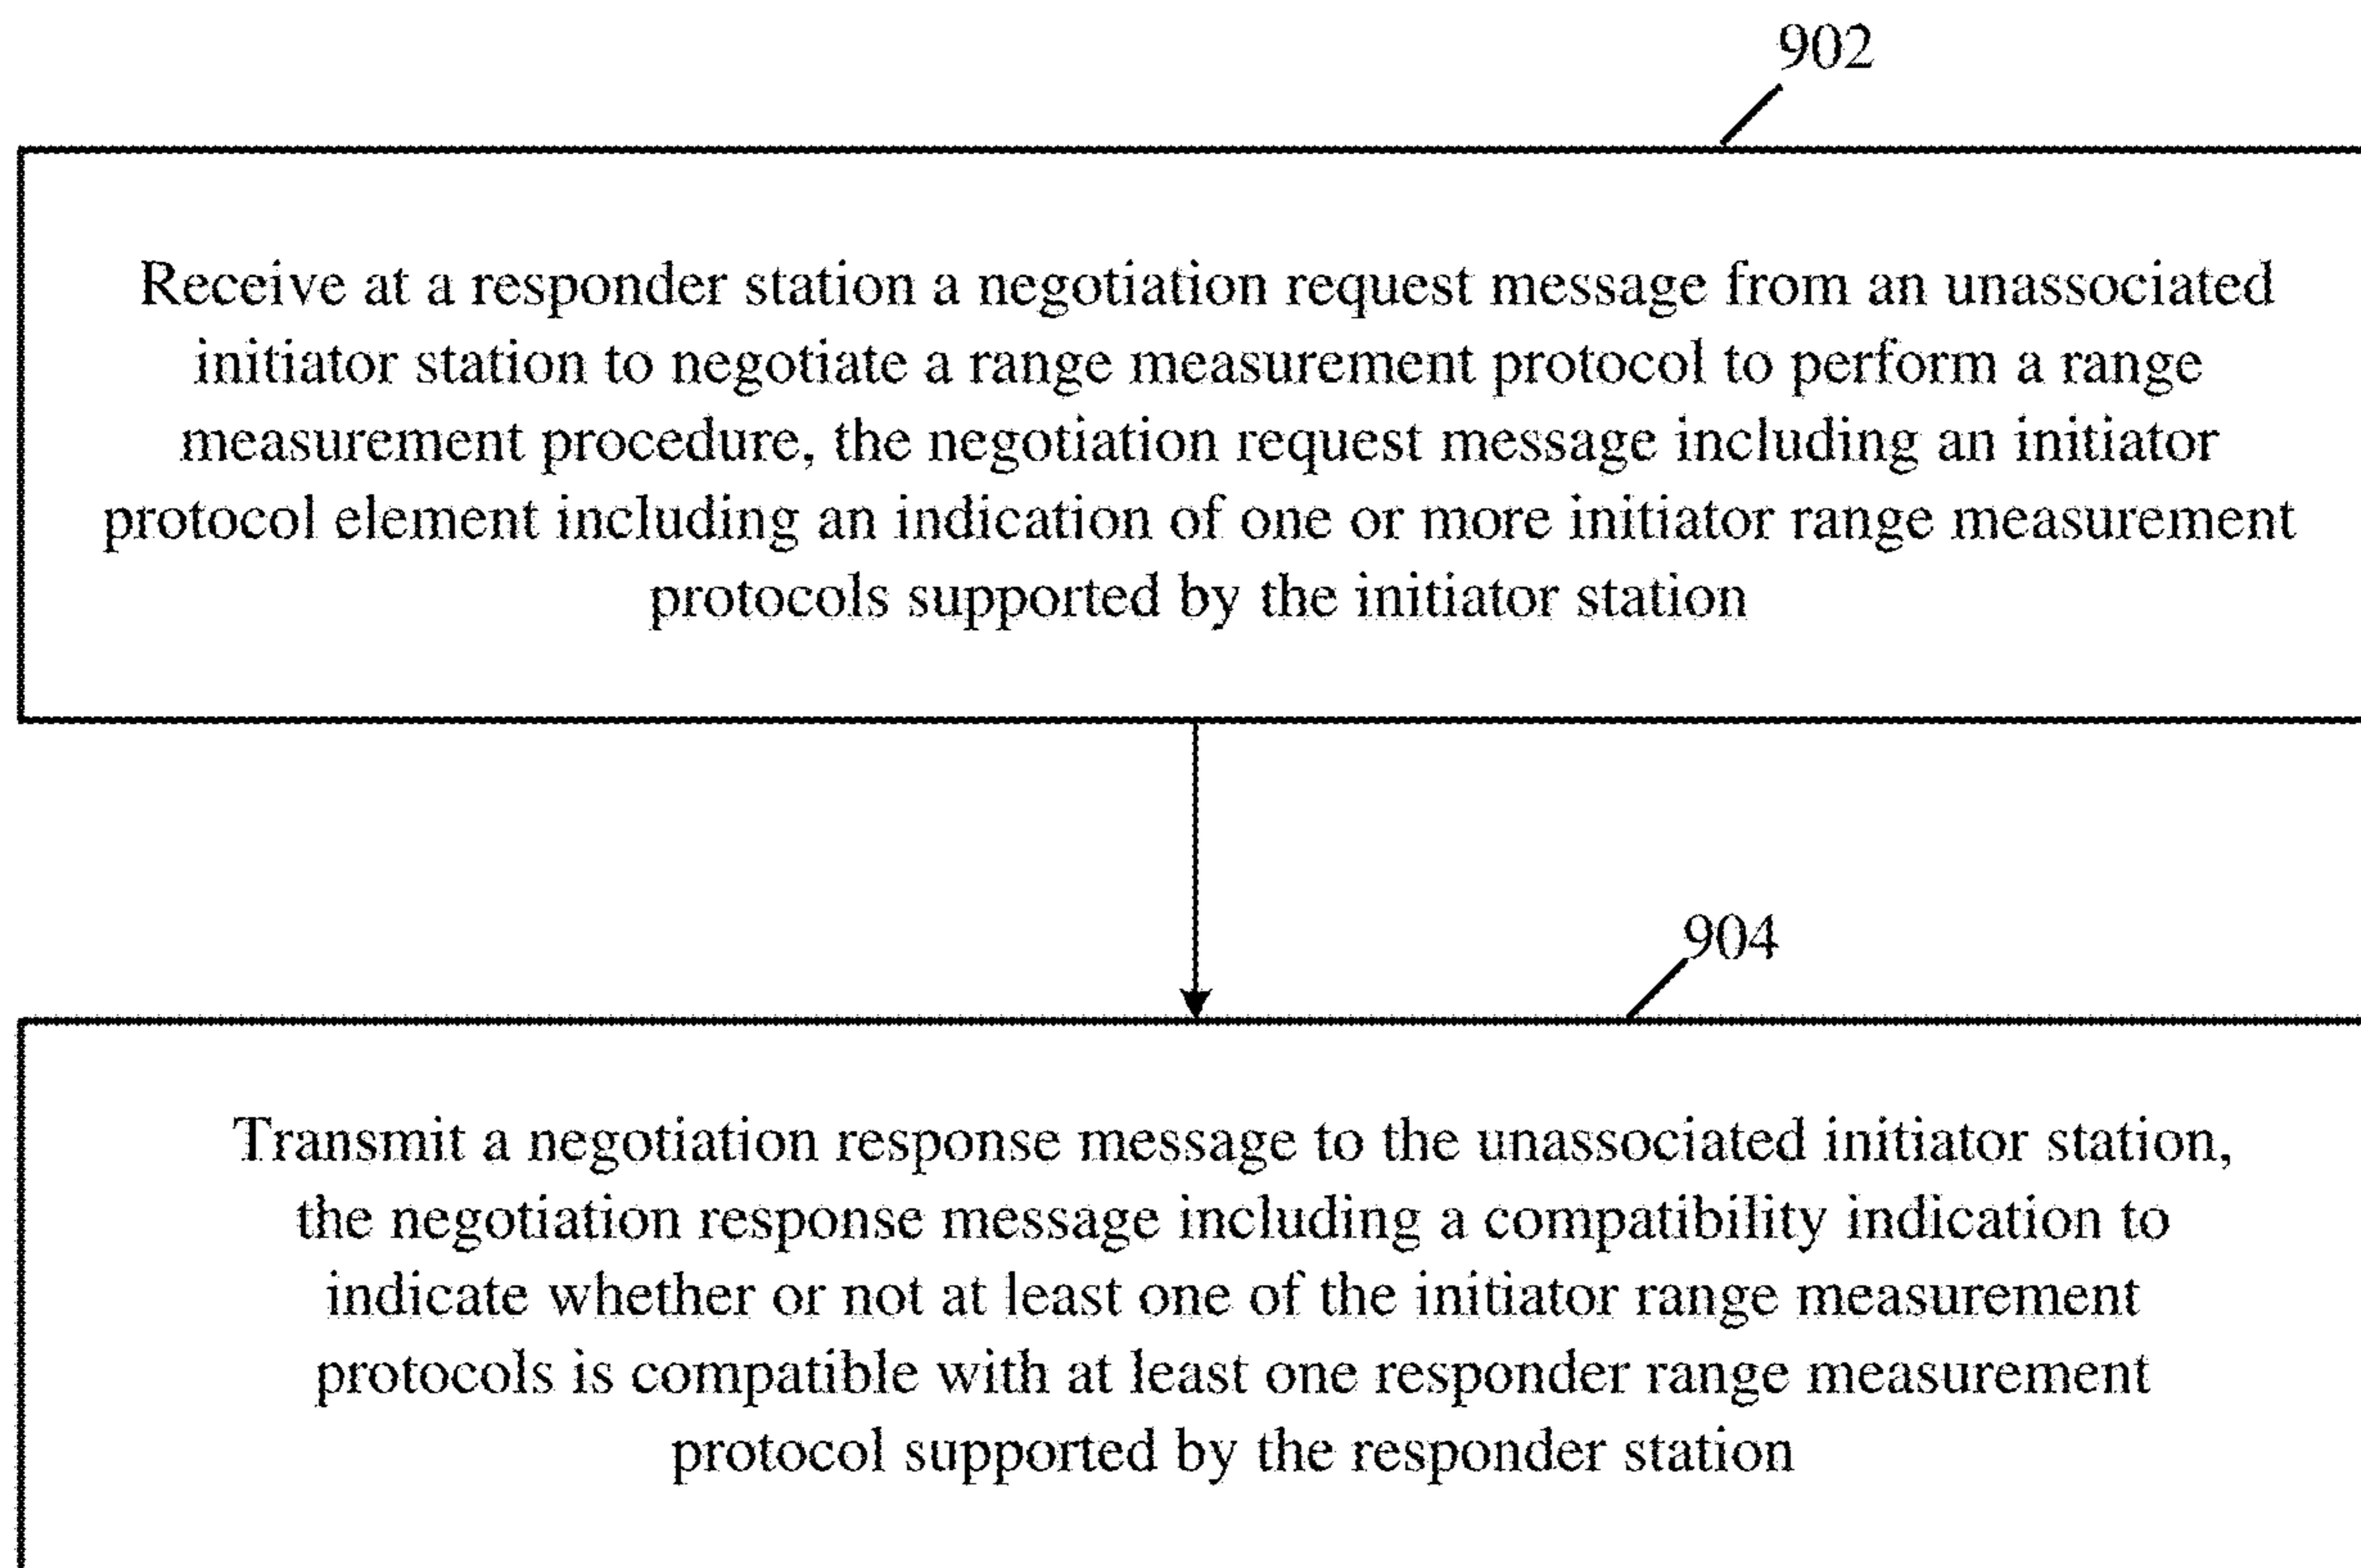 902
Receive at a responder station a negotiation request message from an unassociated
initiator station to negotiate a range measurement protocol to perform a range
measurement procedure, the negotiation request message including an initiator
protocol element including an indication of one or more initiator range measurement
protocols supported by the initiator station
904
Transmit a negotiation response message to the unassociated initiator station,
the negotiation response message including a compatibility indication to
indicate whether or not at least one of the initiator range measurement
protocols is compatible with at least one responder range measurement
protocol supported by the responder station